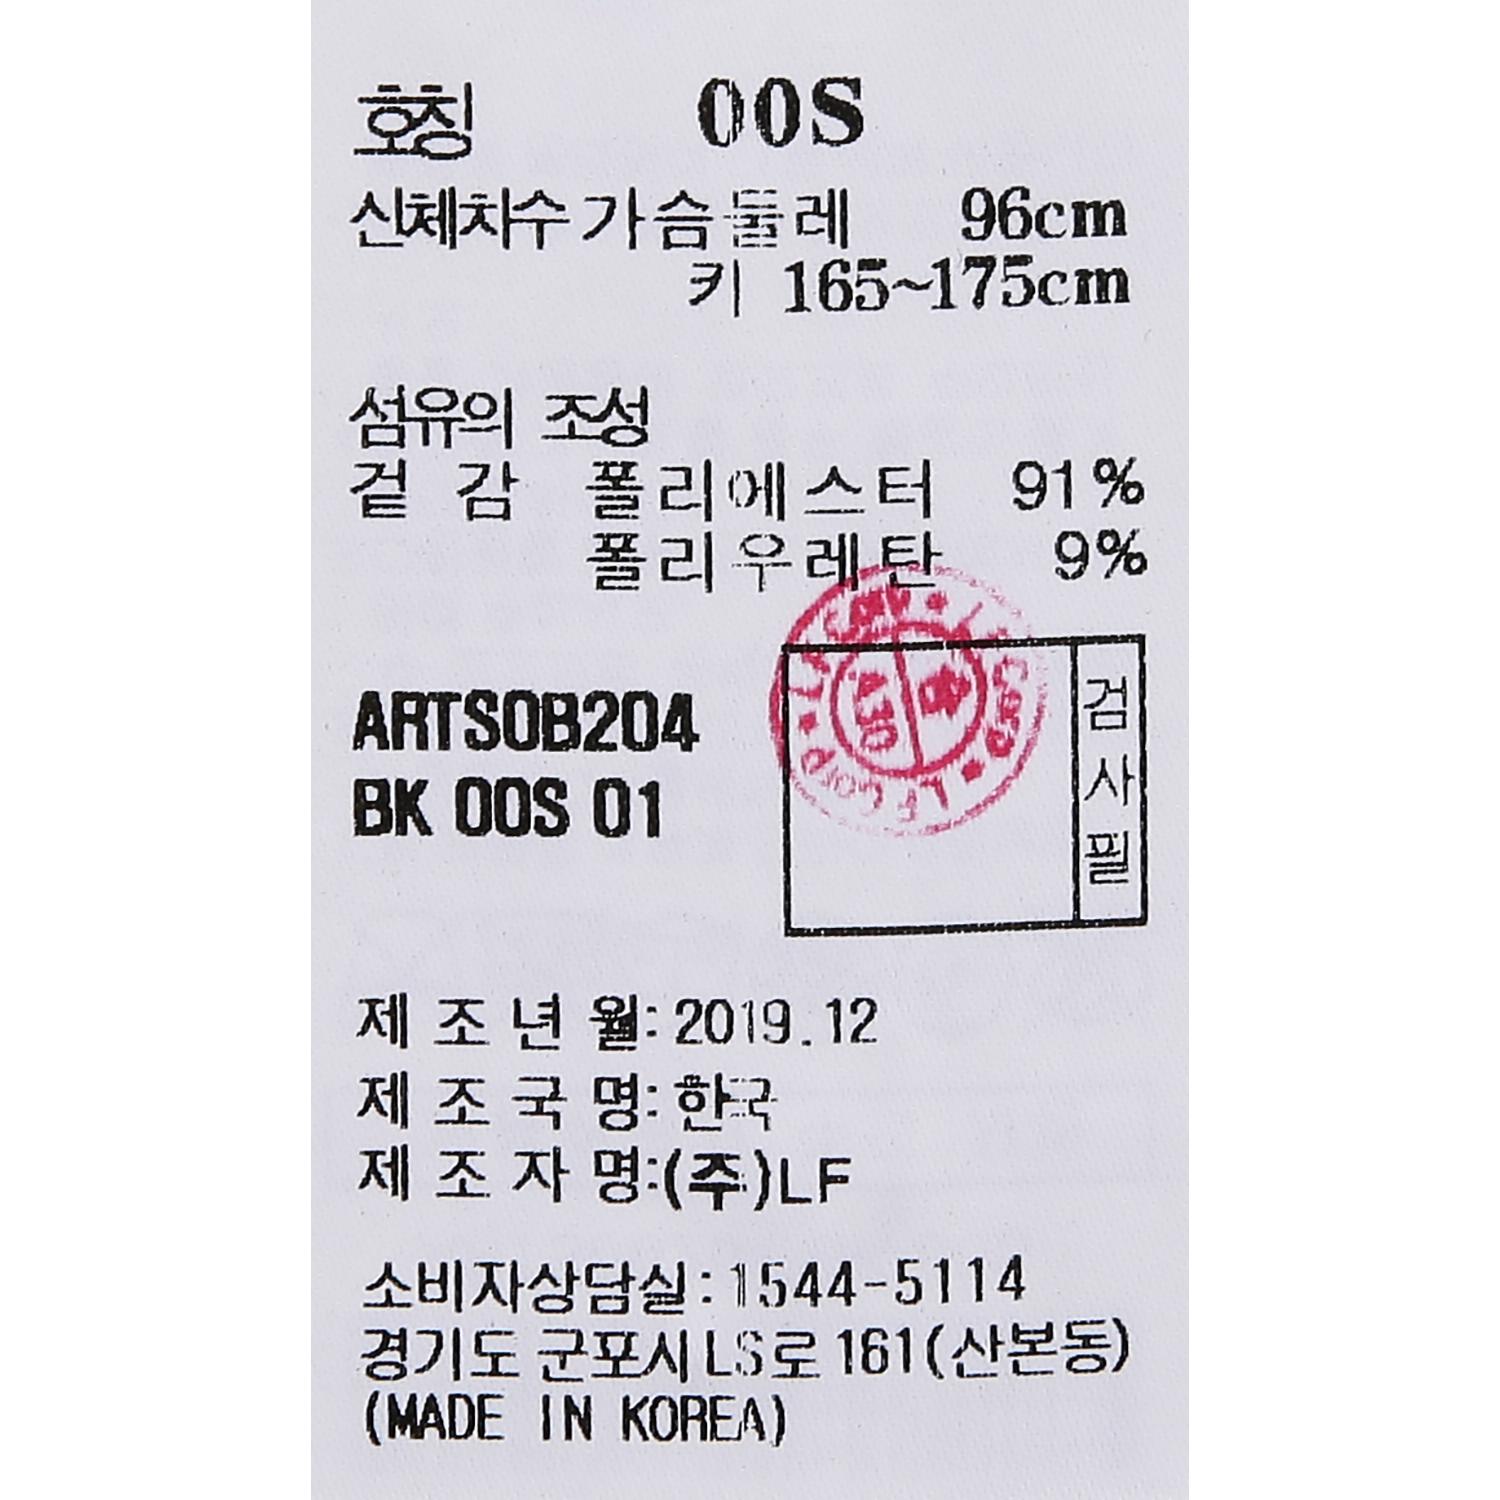 호칭 00S
신체치수 가슴둘레 96cm
키 165~175cm
섬유의 조성
겉 감 폴리에스터 91%
폴리우레탄 9%
ARTSOB204
BK 00S 01
검사필
LF Corp
제 조 년 월: 2019.12
제 조 국 명: 한국
제 조 자 명: (주)LF
소비자상담실: 1544-5114
경기도 군포시 LS로 161(산본동)
(MADE IN KOREA)